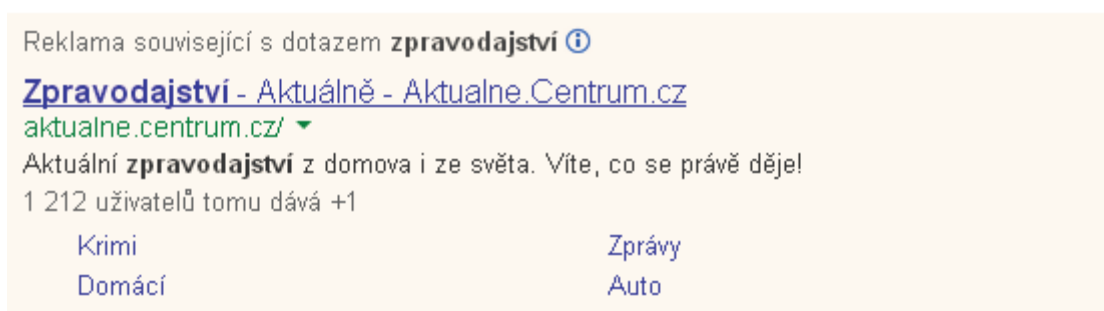 Reklama související s dotazem zpravodajství
Zpravodajství - Aktuálně - Aktualne.Centrum.cz
aktualne.centrum.cz/
Aktuální zpravodajství z domova i ze světa. Víte, co se právě děje!
1 212 uživatelů tomu dává +1
Krimi Zprávy
Domácí Auto